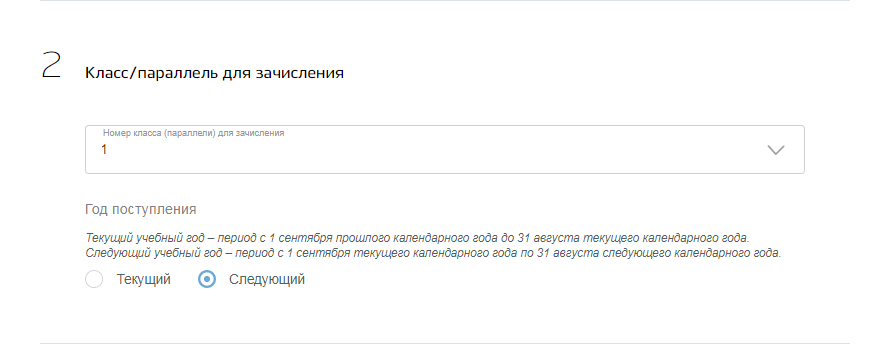 2
Класс/параллель для зачисления
Номер класса (параллели) для зачисления
1
Год поступления
Текущий учебный год – период с 1 сентября прошлого календарного года до 31 августа текущего календарного года.
Следующий учебный год – период с 1 сентября текущего календарного года по 31 августа следующего календарного года.
Текущий Следующий